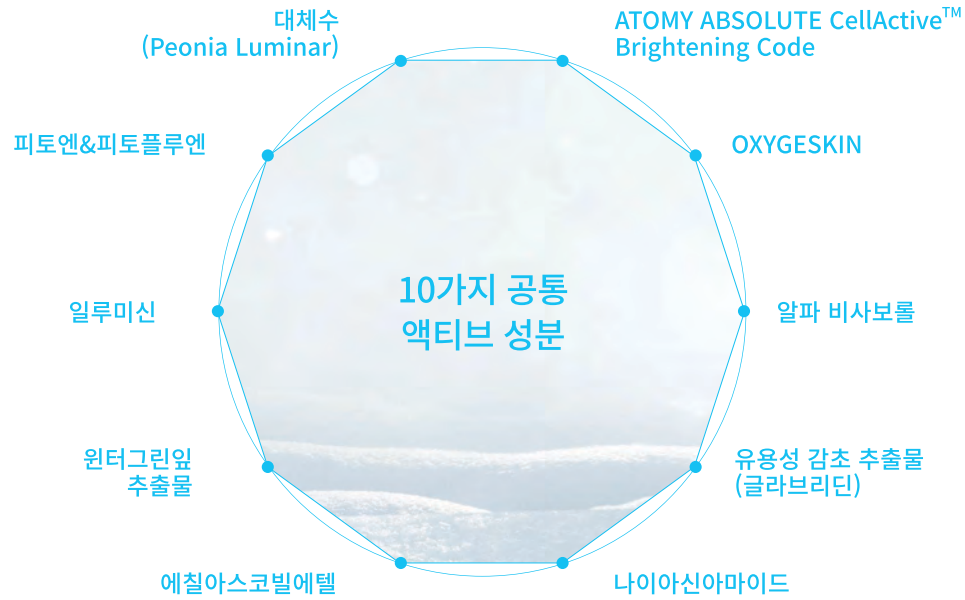 대체수
(Peonia Luminar)
ATOMY ABSOLUTE CellActive™
Brightening Code
피토엔&피토플루엔
OXYGESKIN
10가지 공통
액티브 성분
일루미신
알파 비사보롤
윈터그린잎
추출물
유용성 감초 추출물
(글라브리딘)
에칠아스코빌에텔
나이아신아마이드